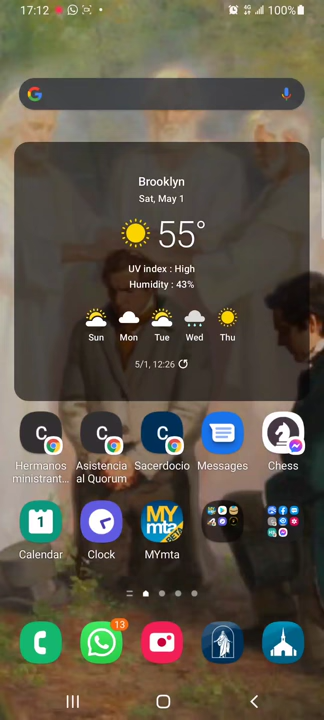 17:12
4G
100%
Brooklyn
Sat, May 1
55°
UV index : High
Humidity : 43%
Sun Mon Tue Wed Thu
5/1, 12:26
C C C
Hermanos Asistencia Sacerdocio Messages Chess
ministrant... al Quorum
1
MY
mta
Calendar Clock MYmta
13